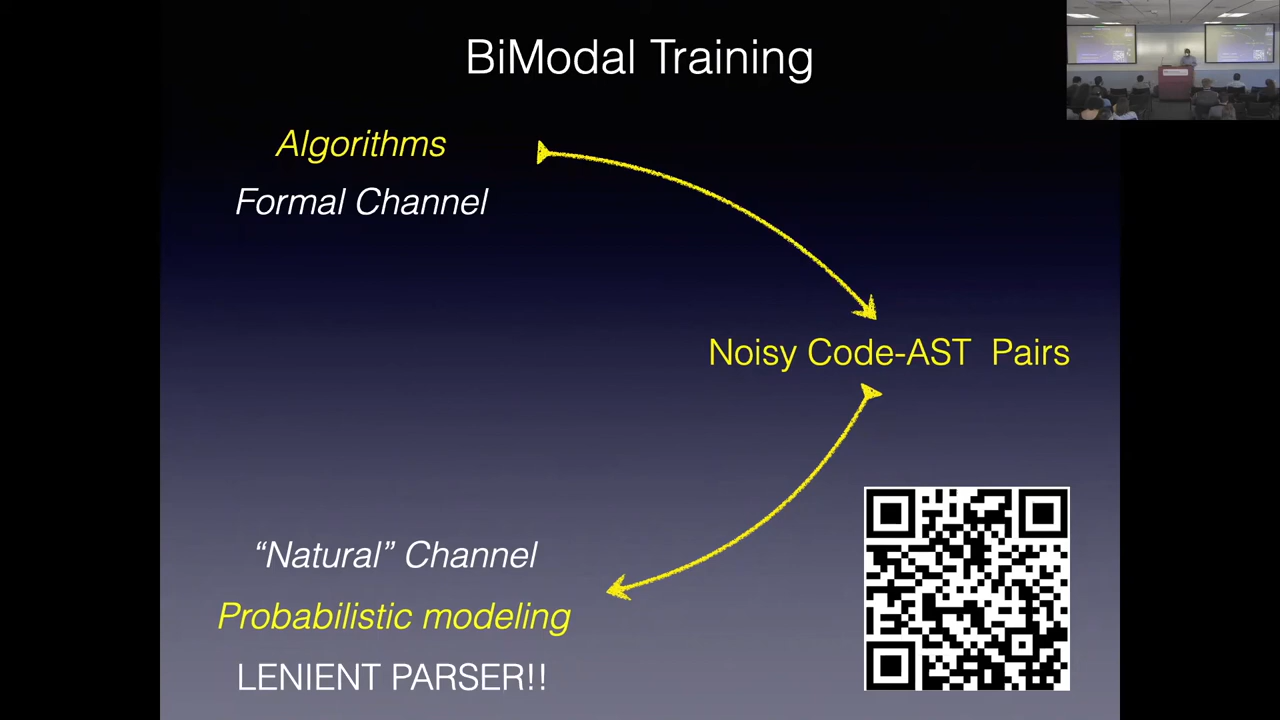 BiModal Training
Algorithms
Formal Channel
Noisy Code-AST Pairs
“Natural” Channel
Probabilistic modeling
LENIENT PARSER!!